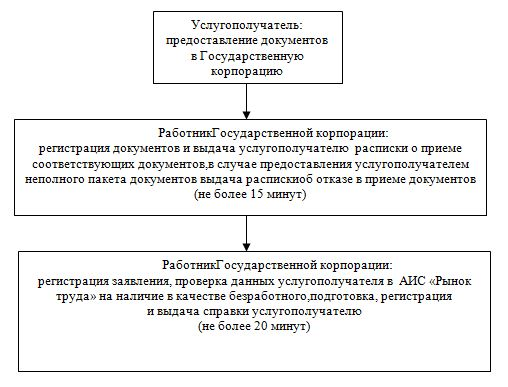 Услугополучатель:
предоставление документов
в Государственную
корпорацию
РаботникГосударственной корпорации:
регистрация документов и выдача услугополучателю расписки о приеме
соответствующих документов,в случае предоставления услугополучателем
неполного пакета документов выдача распискиоб отказе в приеме документов
(не более 15 минут)
РаботникГосударственной корпорации:
регистрация заявления, проверка данных услугополучателя в АИС «Рынок
труда» на наличие в качестве безработного,подготовка, регистрация
и выдача справки услугополучателю
(не более 20 минут)